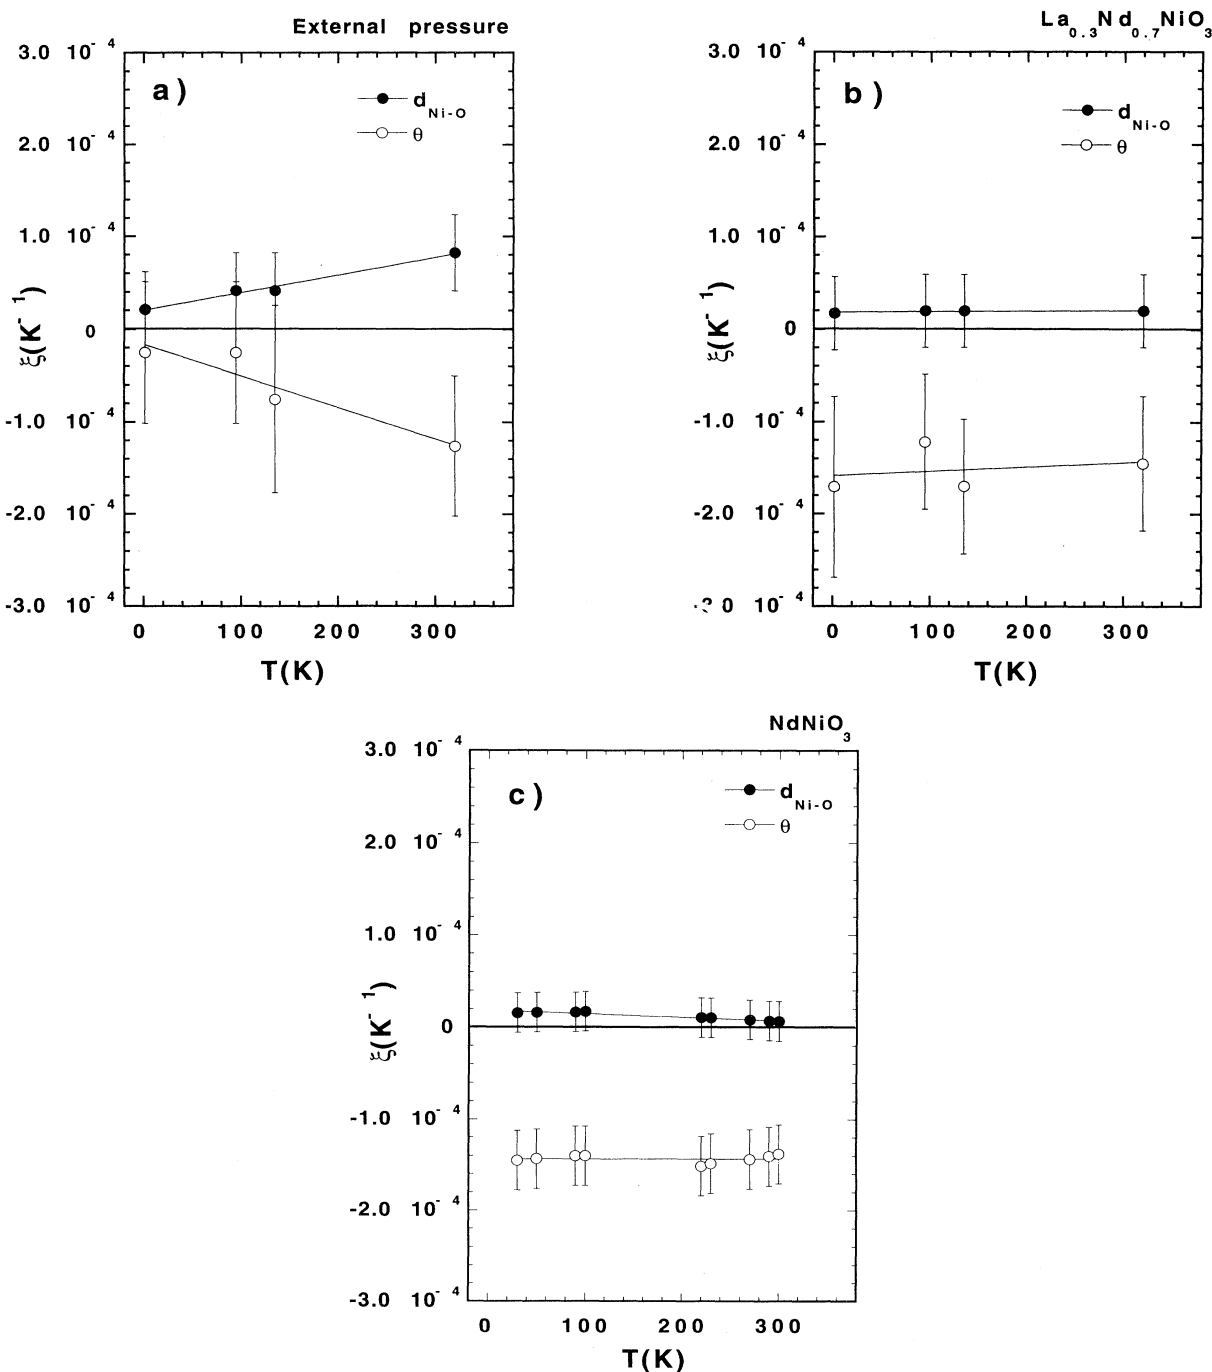 External pressure
3.0 10⁻⁴
a)
d_Ni-O
θ
2.0 10⁻⁴
1.0 10⁻⁴
0
-1.0 10⁻⁴
-2.0 10⁻⁴
-3.0 10⁻⁴
ξ(K⁻¹)
0 100 200 300
T(K)
La₀.₃Nd₀.₇NiO₃
3.0 10⁻⁴
b)
d_Ni-O
θ
2.0 10⁻⁴
1.0 10⁻⁴
0
-1.0 10⁻⁴
-2.0 10⁻⁴
0 10⁻⁴
ξ(K⁻¹)
0 100 200 300
T(K)
NdNiO₃
3.0 10⁻⁴
c)
d_Ni-O
θ
2.0 10⁻⁴
1.0 10⁻⁴
0
-1.0 10⁻⁴
-2.0 10⁻⁴
-3.0 10⁻⁴
ξ(K⁻¹)
0 100 200 300
T(K)